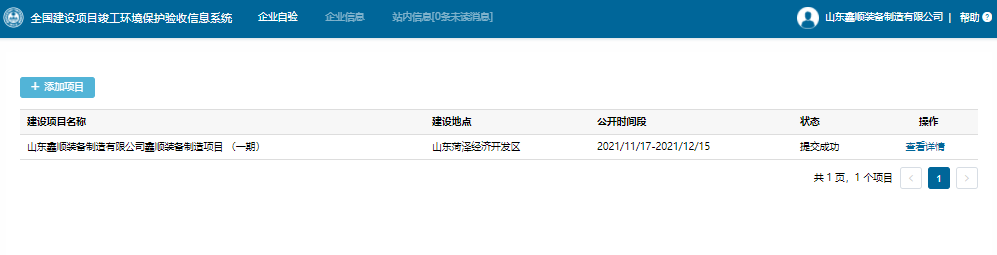 全国建设项目竣工环境保护验收信息系统 企业自验 企业信息 站内信息[0条未读消息] 山东鑫顺装备制造有限公司 | 帮助 ?
+ 添加项目
建设项目名称 建设地点 公开时间段 状态 操作
山东鑫顺装备制造有限公司鑫顺装备制造项目 （一期） 山东菏泽经济开发区 2021/11/17-2021/12/15 提交成功 查看详情
共 1 页，1 个项目 < 1 >